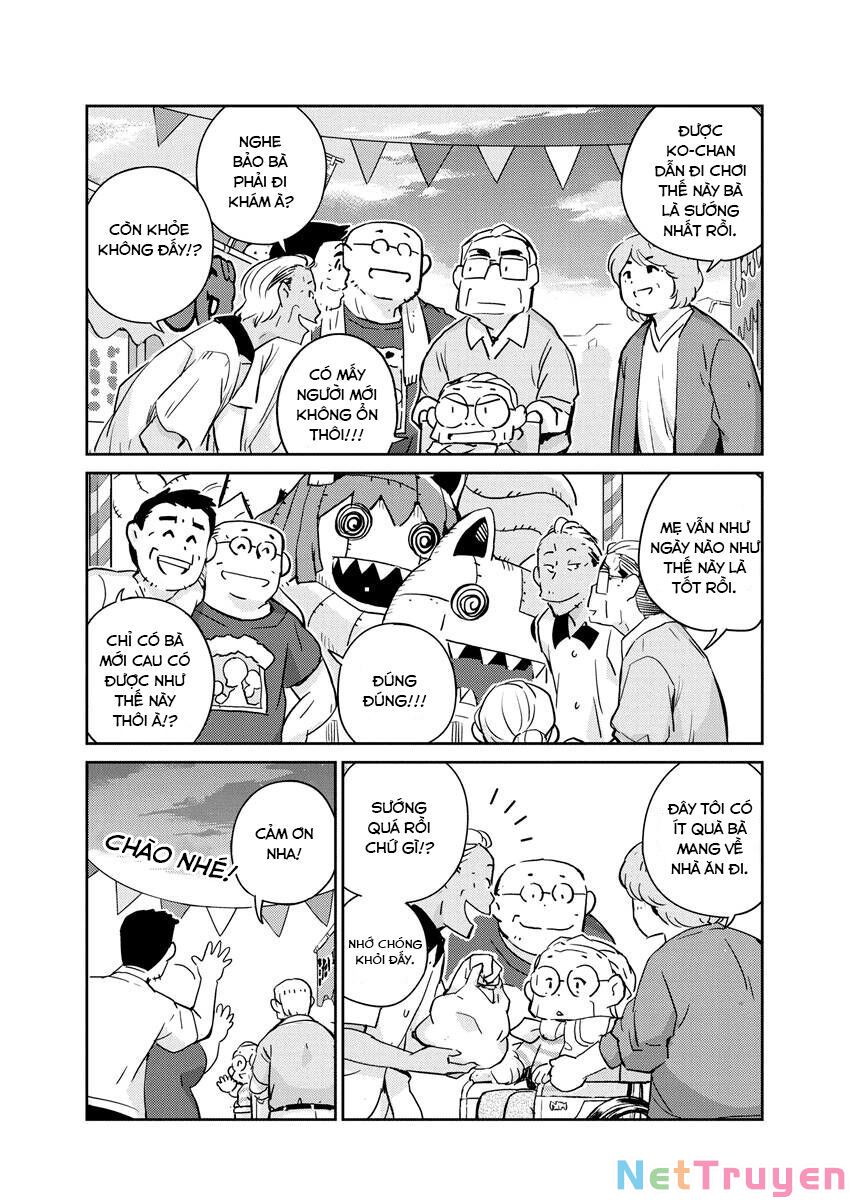 ĐƯỢC
KO-CHAN
DẪN ĐI CHƠI
THẾ NÀY BÀ
LÀ SƯỚNG
NHẤT RỒI.
NGHE
BẢO BÀ
PHẢI ĐI
KHÁM À?
CÒN KHỎE
KHÔNG ĐẤY!?
CÓ MẤY
NGƯỜI MỚI
KHÔNG ỔN
THÔI!!!
MẸ VẪN NHƯ
NGÀY NÀO NHƯ
THẾ NÀY LÀ
TỐT RỒI.
ĐÚNG
ĐÚNG!!!
CHỈ CÓ BÀ
MỚI CAU CÓ
ĐƯỢC NHƯ
THẾ NÀY
THÔI À!?
ĐÂY TÔI CÓ
ÍT QUÀ BÀ
MANG VỀ
NHÀ ĂN ĐI.
SƯỚNG
QUÁ RỒI
CHỨ GÌ!?
NHỚ CHÓNG
KHỎI ĐẤY.
CẢM ƠN
NHA!
CHÀO NHÉ!
NetTruyen